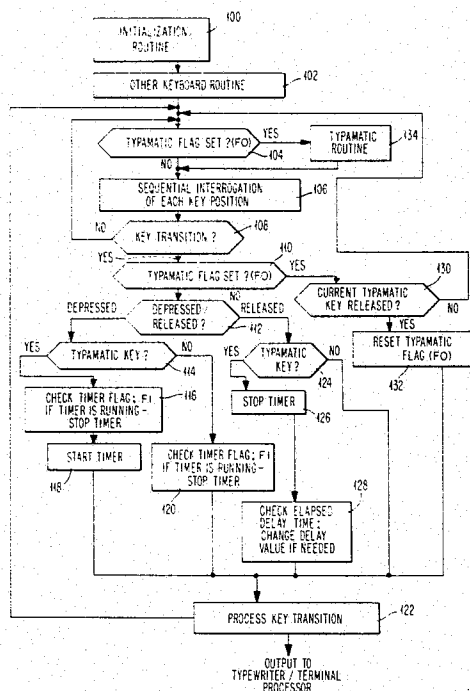 100
INITIALIZATION
ROUTINE
102
OTHER KEYBOARD ROUTINE
TYPAMATIC FLAG SET ?(FO)
YES
TYPAMATIC
ROUTINE
134
104
NO
SEQUENTIAL INTERROGATION
OF EACH KEY POSITION
106
NO
KEY TRANSITION ?
108
YES
110
TYPAMATIC FLAG SET ?(FO)
YES
130
CURRENT TYPAMATIC
KEY RELEASED ?
NO
NO
DEPRESSED
DEPRESSED/
RELEASED ?
RELEASED
112
YES
RESET TYPAMATIC
FLAG (FO)
132
YES
TYPAMATIC KEY ?
NO
114
YES
TYPAMATIC
KEY ?
NO
124
116
CHECK TIMER FLAG; F1
IF TIMER IS RUNNING-
STOP TIMER
STOP TIMER
126
START TIMER
118
CHECK TIMER FLAG; F1
IF TIMER IS RUNNING-
STOP TIMER
120
128
CHECK ELAPSED
DELAY TIME;
CHANGE DELAY
VALUE IF NEEDED
PROCESS KEY TRANSITION
122
OUTPUT TO
TYPEWRITER / TERMINAL
PROCESSOR